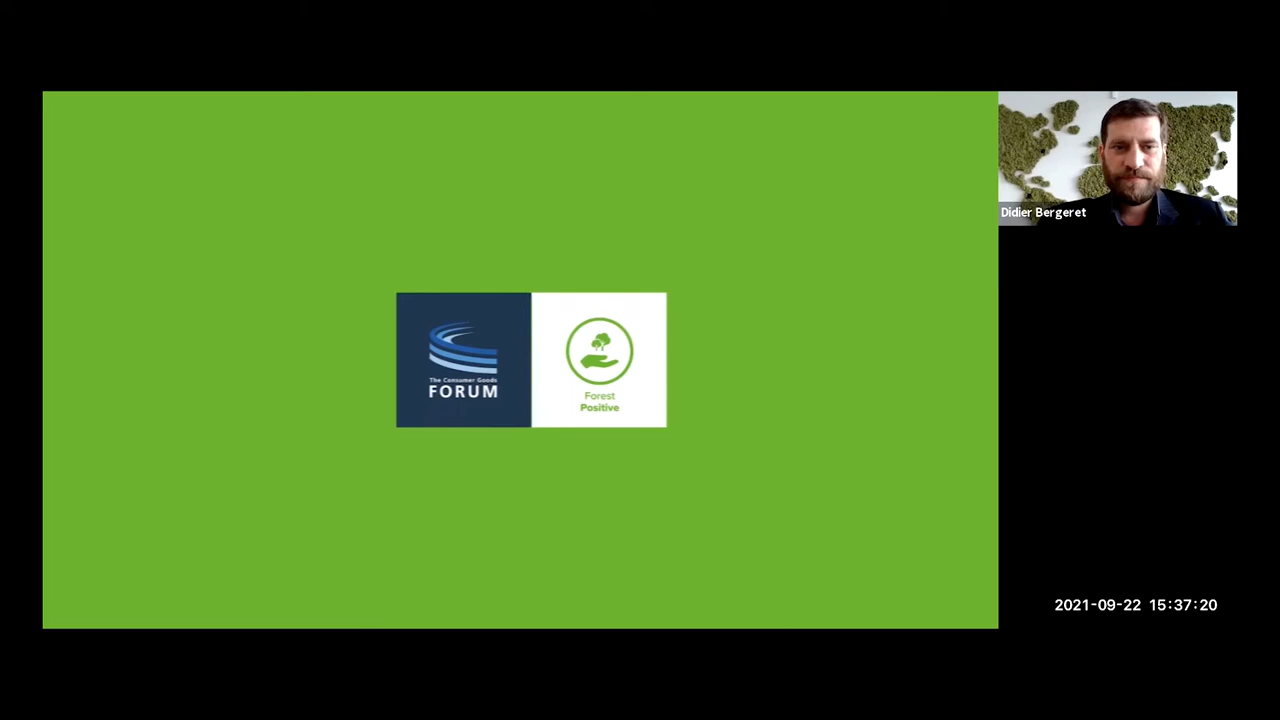 Didier Bergeret
The Consumer Goods
FORUM
Forest
Positive
2021-09-22 15:37:20